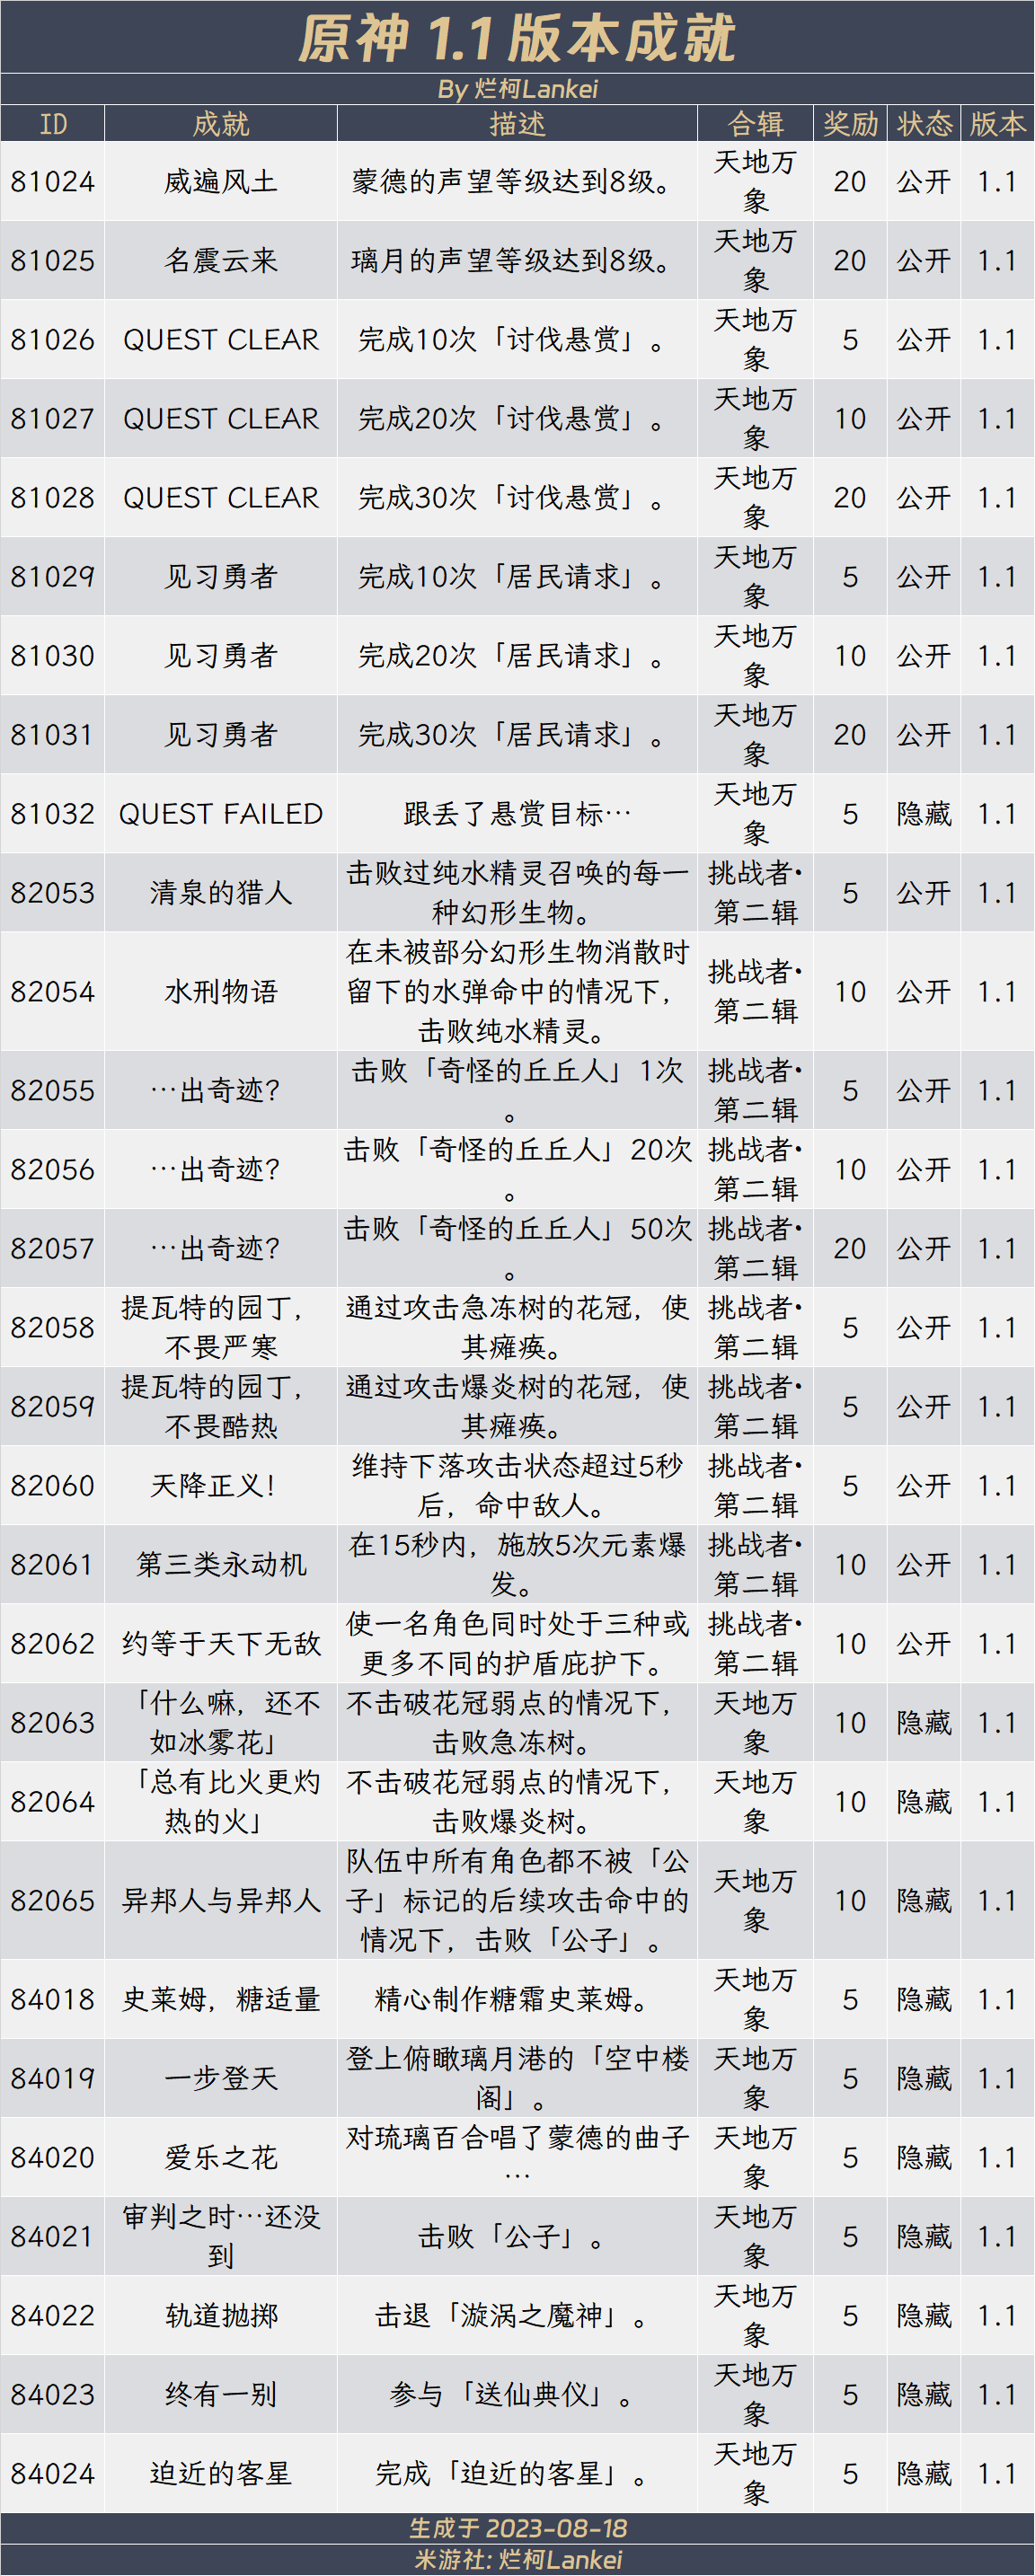 原神 1.1 版本成就
By 烂柯Lankei
ID 成就 描述 合辑 奖励 状态 版本
81024 威遍风土 蒙德的声望等级达到8级。 天地万象 20 公开 1.1
81025 名震云来 璃月的声望等级达到8级。 天地万象 20 公开 1.1
81026 QUEST CLEAR 完成10次「讨伐悬赏」。 天地万象 5 公开 1.1
81027 QUEST CLEAR 完成20次「讨伐悬赏」。 天地万象 10 公开 1.1
81028 QUEST CLEAR 完成30次「讨伐悬赏」。 天地万象 20 公开 1.1
81029 见习勇者 完成10次「居民请求」。 天地万象 5 公开 1.1
81030 见习勇者 完成20次「居民请求」。 天地万象 10 公开 1.1
81031 见习勇者 完成30次「居民请求」。 天地万象 20 公开 1.1
81032 QUEST FAILED 跟丢了悬赏目标… 天地万象 5 隐藏 1.1
82053 清泉的猎人 击败过纯水精灵召唤的每一种幻形生物。 挑战者·第二辑 5 公开 1.1
82054 水刑物语 在未被部分幻形生物消散时留下的水弹命中的情况下，击败纯水精灵。 挑战者·第二辑 10 公开 1.1
82055 …出奇迹？ 击败「奇怪的丘丘人」1次。 挑战者·第二辑 5 公开 1.1
82056 …出奇迹？ 击败「奇怪的丘丘人」20次。 挑战者·第二辑 10 公开 1.1
82057 …出奇迹？ 击败「奇怪的丘丘人」50次。 挑战者·第二辑 20 公开 1.1
82058 提瓦特的园丁，不畏严寒 通过攻击急冻树的花冠，使其瘫痪。 挑战者·第二辑 5 公开 1.1
82059 提瓦特的园丁，不畏酷热 通过攻击爆炎树的花冠，使其瘫痪。 挑战者·第二辑 5 公开 1.1
82060 天降正义！ 维持下落攻击状态超过5秒后，命中敌人。 挑战者·第二辑 5 公开 1.1
82061 第三类永动机 在15秒内，施放5次元素爆发。 挑战者·第二辑 10 公开 1.1
82062 约等于天下无敌 使一名角色同时处于三种或更多不同的护盾庇护下。 挑战者·第二辑 10 公开 1.1
82063 「什么嘛，还不如冰雾花」 不击破花冠弱点的情况下，击败急冻树。 天地万象 10 隐藏 1.1
82064 「总有比火更灼热的火」 不击破花冠弱点的情况下，击败爆炎树。 天地万象 10 隐藏 1.1
82065 异邦人与异邦人 队伍中所有角色都不被「公子」标记的后续攻击命中的情况下，击败「公子」。 天地万象 10 隐藏 1.1
84018 史莱姆，糖适量 精心制作糖霜史莱姆。 天地万象 5 隐藏 1.1
84019 一步登天 登上俯瞰璃月港的「空中楼阁」。 天地万象 5 隐藏 1.1
84020 爱乐之花 对琉璃百合唱了蒙德的曲子… 天地万象 5 隐藏 1.1
84021 审判之时…还没到 击败「公子」。 天地万象 5 隐藏 1.1
84022 轨道抛掷 击退「漩涡之魔神」。 天地万象 5 隐藏 1.1
84023 终有一别 参与「送仙典仪」。 天地万象 5 隐藏 1.1
84024 迫近的客星 完成「迫近的客星」。 天地万象 5 隐藏 1.1
生成于 2023-08-18
米游社: 烂柯Lankei